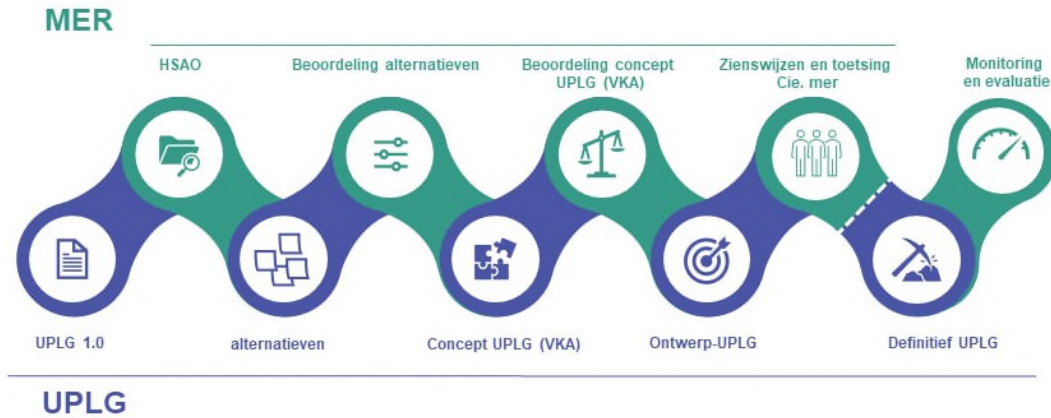 MER
HSAO
Beoordeling alternatieven
Beoordeling concept
UPLG (VKA)
Zienswijzen en toetsing
Cie. mer
Monitoring
en evaluatie
UPLG 1.0
alternatieven
Concept UPLG (VKA)
Ontwerp-UPLG
Definitief UPLG
UPLG